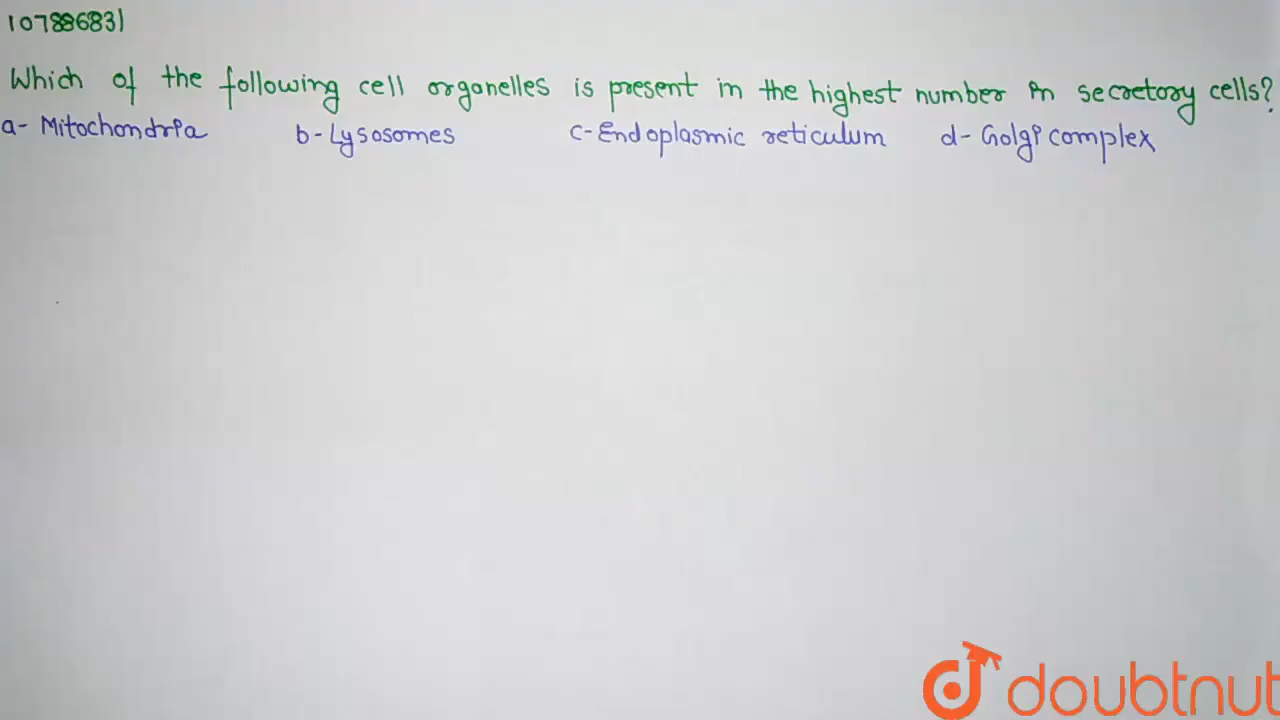 107886831
Which of the following cell organelles is present in the highest number in secretory cells?
a- Mitochondria b- Lysosomes c- Endoplasmic reticulum d- Golgi complex
doubtnut